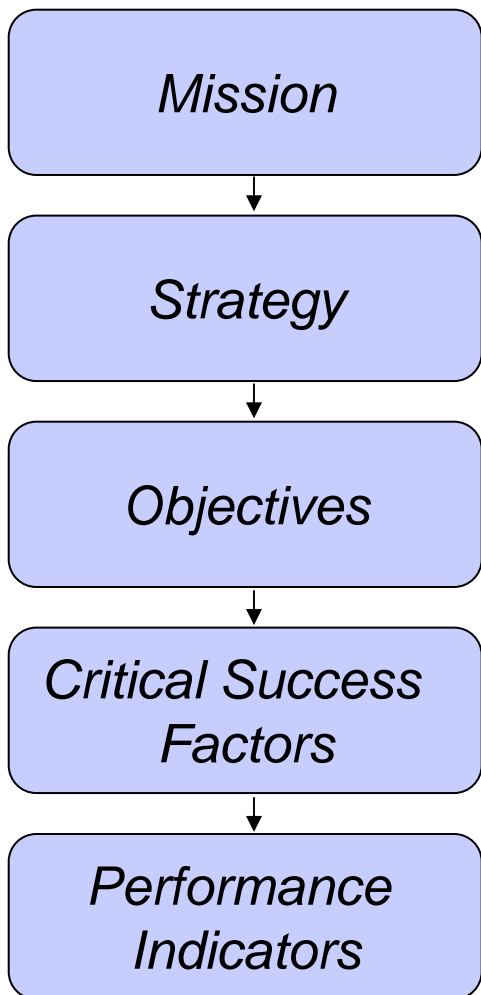 Mission
Strategy
Objectives
Critical Success
Factors
Performance
Indicators